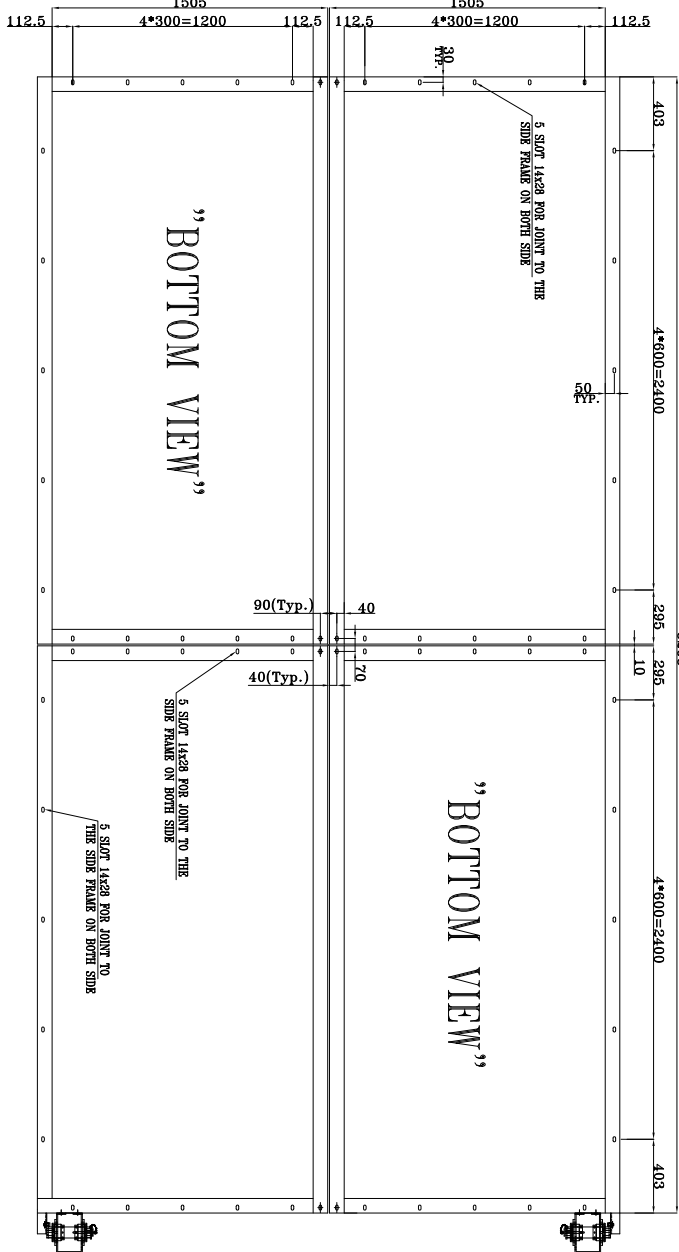 1505
1505
112.5
4*300=1200
112.5
112.5
4*300=1200
112.5
30
TYP.
403
5 SLOT 14x28 FOR JOINT TO THE
SIDE FRAME ON BOTH SIDE
"BOTTOM VIEW"
4*600=2400
50
TYP.
90(Typ.)
40
295
10
70
40(Typ.)
295
5 SLOT 14x28 FOR JOINT TO THE
SIDE FRAME ON BOTH SIDE
"BOTTOM VIEW"
5 SLOT 14x28 FOR JOINT TO
THE SIDE FRAME ON BOTH SIDE
4*600=2400
403